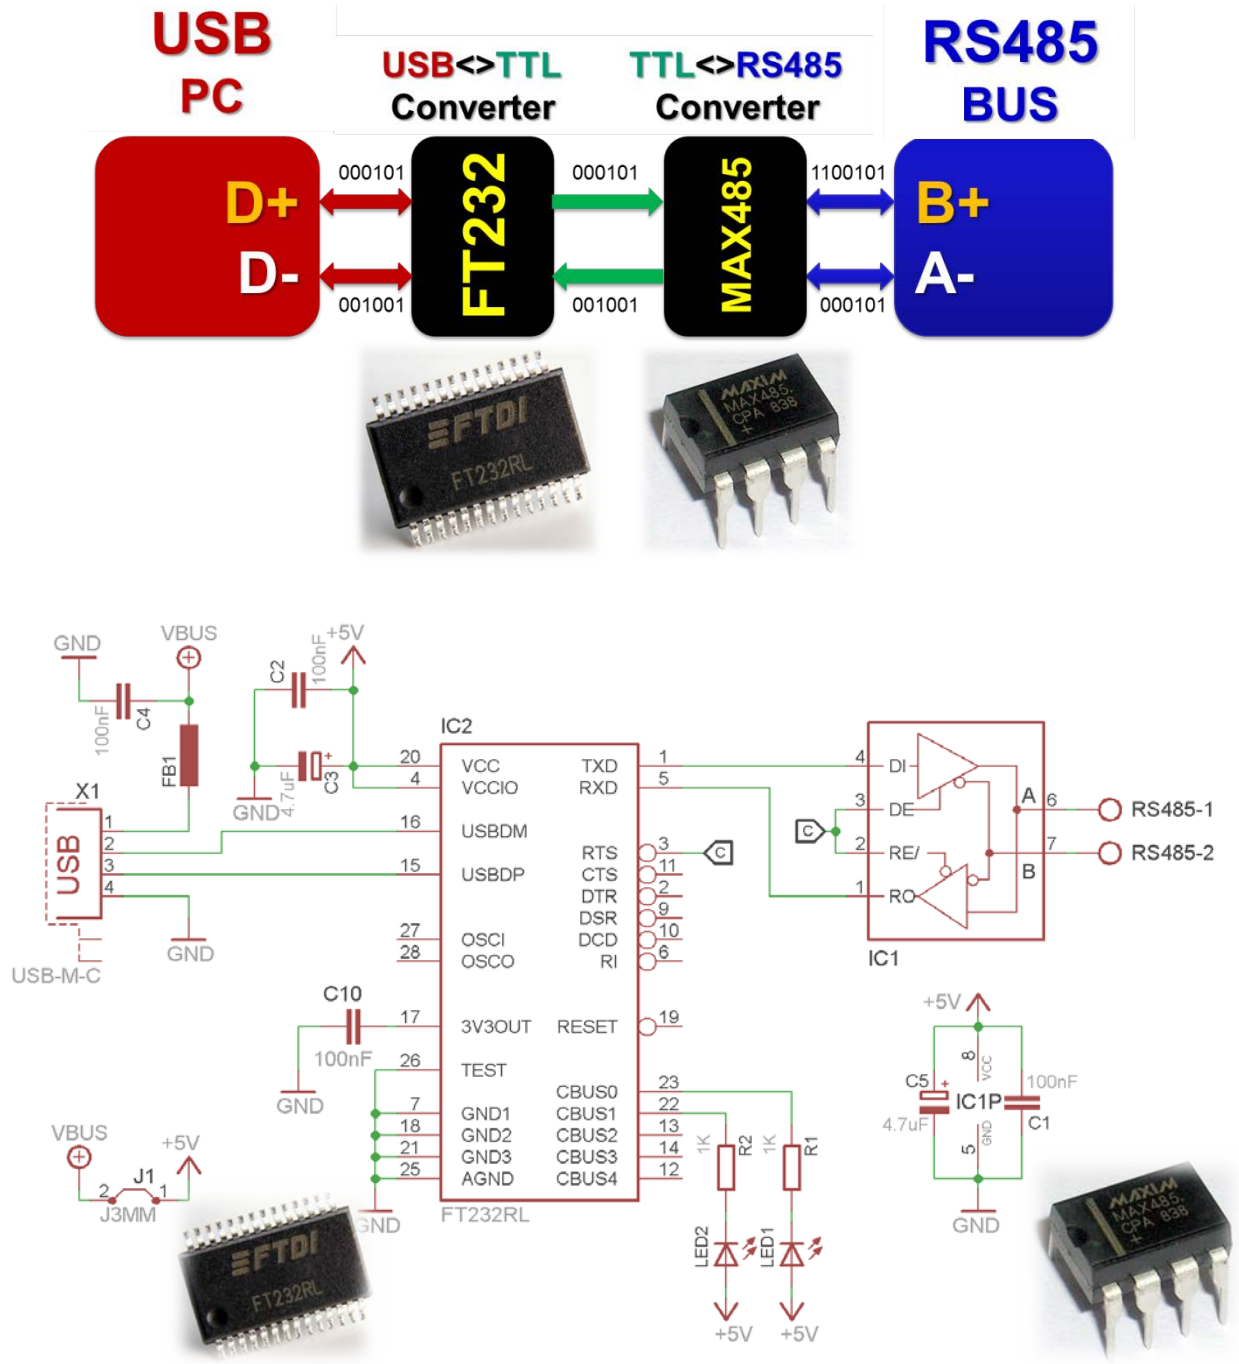 USB
PC
USB<>TTL
Converter
TTL<>RS485
Converter
RS485
BUS
D+
D-
000101
001001
FT232
000101
001001
MAX485
1100101
000101
B+
A-
FTDI
FT232RL
MAXIM
MAX485.
CPA 838
+
GND
VBUS
C4
100nF
FB1
X1
USB
1
2
3
4
GND
USB-M-C
C2
100nF
+5V
C3
+
4.7uF
GND
IC2
20 VCC
4 VCCIO
16 USBDM
15 USBDP
27 OSCI
28 OSCO
17 3V3OUT
26 TEST
7 GND1
18 GND2
21 GND3
25 AGND
TXD 1
RXD 5
RTS 3
CTS 11
DTR 2
DSR 9
DCD 10
RI 6
RESET 19
CBUS0 23
CBUS1 22
CBUS2 13
CBUS3 14
CBUS4 12
FT232RL
C10
100nF
GND
GND
C
C
4 DI
3 DE
2 RE/
1 RO
A 6
B 7
IC1
RS485-1
RS485-2
1K R2
1K R1
LED2
LED1
+5V
+5V
+5V
8 VCC
C5
+
4.7uF
IC1P
100nF
C1
5 GND
GND
VBUS
+5V
J1
2 1
J3MM
FTDI
FT232RL
MAXIM
MAX485.
CPA 838
+